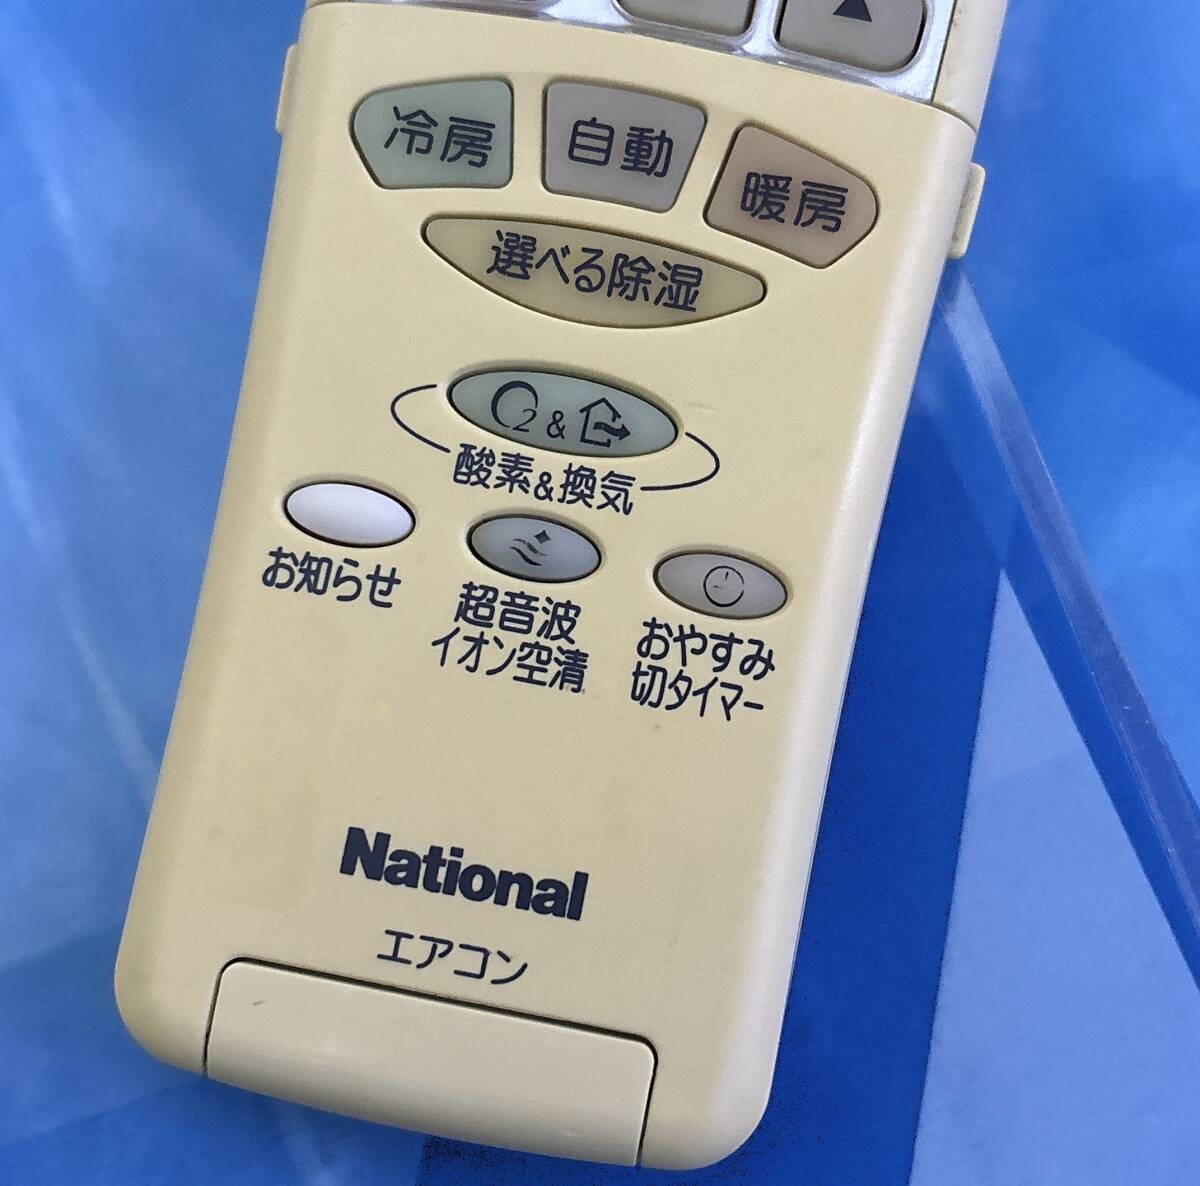 冷房
自動
暖房
選べる除湿
O2&
酸素&換気
お知らせ
超音波
イオン空清
おやすみ
切タイマー
National
エアコン